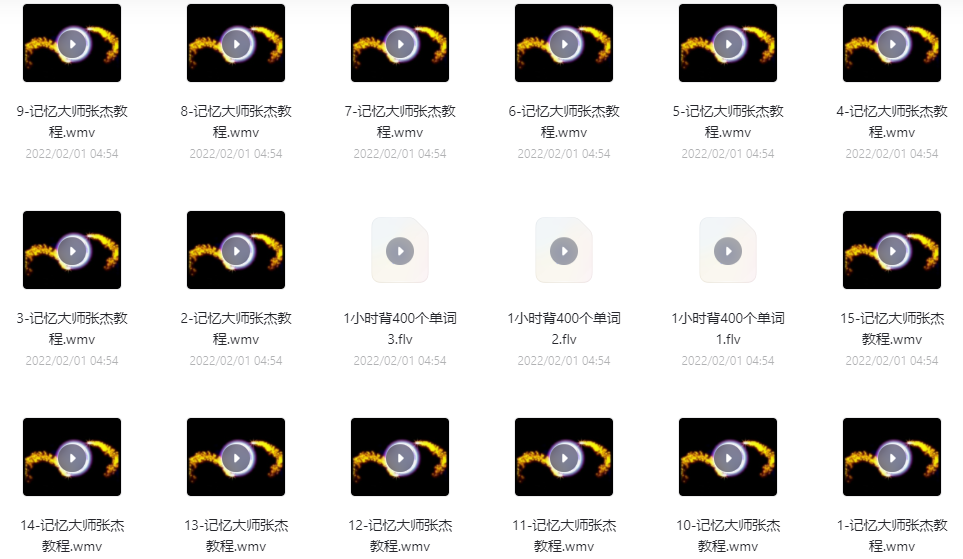 9-记忆大师张杰教
程.wmv
2022/02/01 04:54
8-记忆大师张杰教
程.wmv
2022/02/01 04:54
7-记忆大师张杰教
程.wmv
2022/02/01 04:54
6-记忆大师张杰教
程.wmv
2022/02/01 04:54
5-记忆大师张杰教
程.wmv
2022/02/01 04:54
4-记忆大师张杰教
程.wmv
2022/02/01 04:54
3-记忆大师张杰教
程.wmv
2022/02/01 04:54
2-记忆大师张杰教
程.wmv
2022/02/01 04:54
1小时背400个单词
3.flv
2022/02/01 04:54
1小时背400个单词
2.flv
2022/02/01 04:54
1小时背400个单词
1.flv
2022/02/01 04:54
15-记忆大师张杰
教程.wmv
2022/02/01 04:54
14-记忆大师张杰
教程.wmv
13-记忆大师张杰
教程.wmv
12-记忆大师张杰
教程.wmv
11-记忆大师张杰
教程.wmv
10-记忆大师张杰
教程.wmv
1-记忆大师张杰教
程.wmv